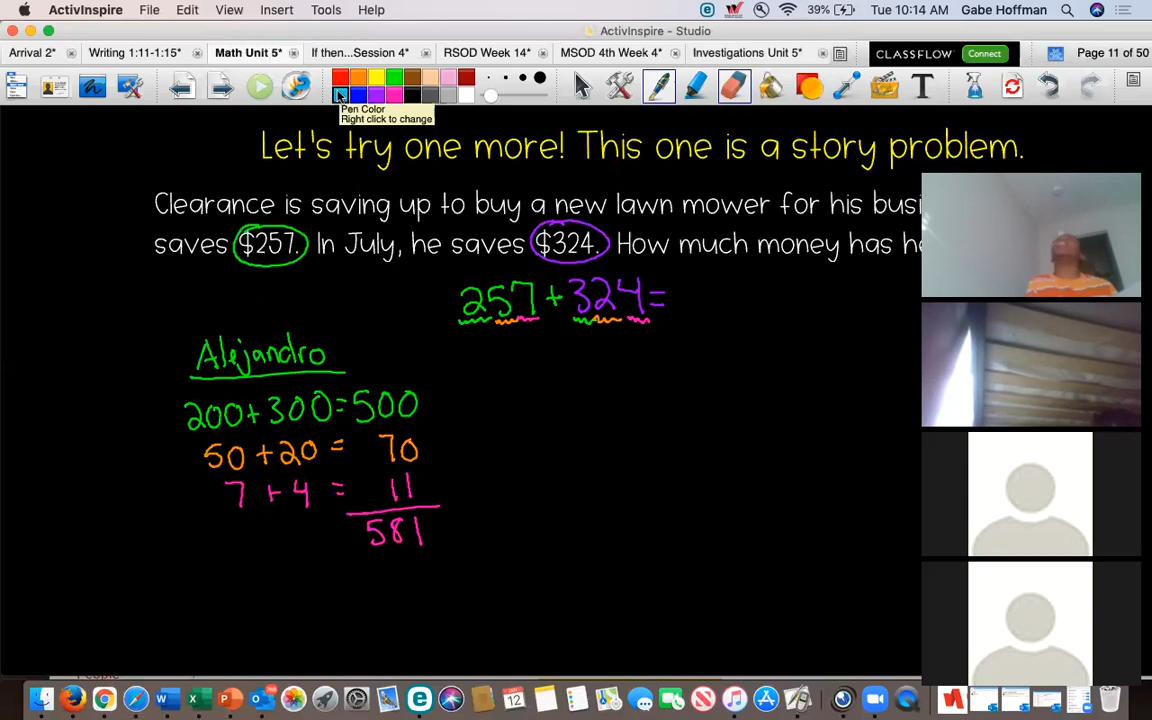 ActivInspire File Edit View Insert Tools Help 39% Tue 10:14 AM Gabe Hoffman
ActivInspire - Studio
Arrival 2* Writing 1:11-1:15* Math Unit 5* If then...Session 4* RSOD Week 14* MSOD 4th Week 4* Investigations Unit 5* CLASSFLOW Connect Page 11 of 50
Pen Color
Right click to change
Let's try one more! This one is a story problem.
Clearance is saving up to buy a new lawn mower for his busi
saves $257. In July, he saves $324. How much money has he
257+324=
Alejandro
200+300=500
50+20= 70
7+4= 11
581